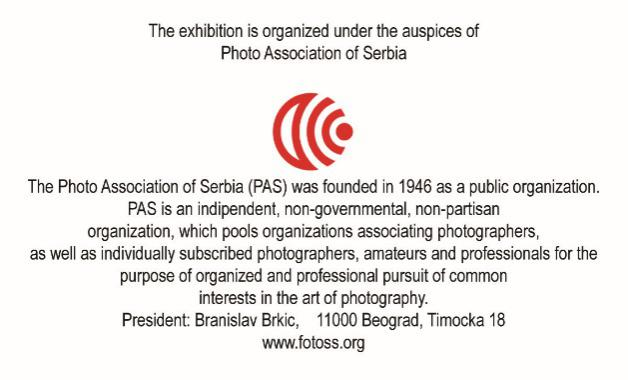 The exhibition is organized under the auspices of
Photo Association of Serbia
The Photo Association of Serbia (PAS) was founded in 1946 as a public organization.
PAS is an indipendent, non-governmental, non-partisan
organization, which pools organizations associating photographers,
as well as individually subscribed photographers, amateurs and professionals for the
purpose of organized and professional pursuit of common
interests in the art of photography.
President: Branislav Brkic, 11000 Beograd, Timocka 18
www.fotoss.org